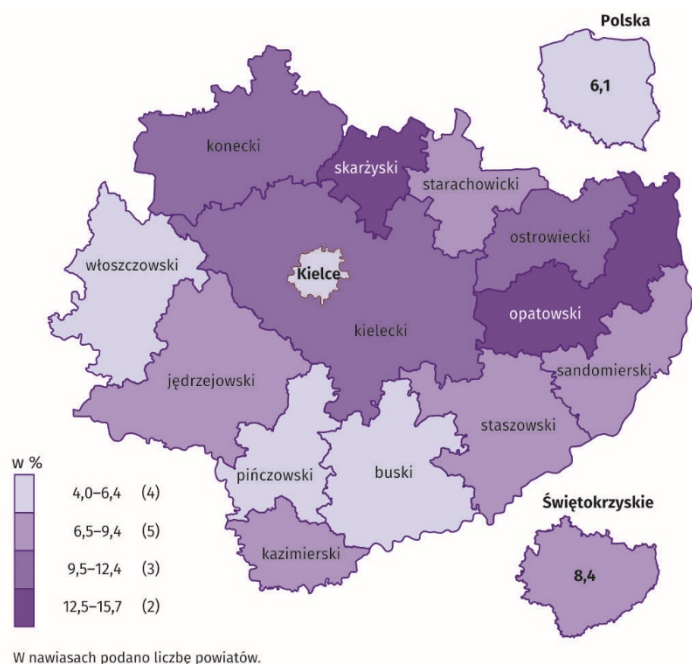 Polska
6,1
konecki
skarżyski
starachowicki
ostrowiecki
włoszczowski
Kielce
opatowski
kielecki
sandomierski
jędrzejowski
staszowski
pińczowski
buski
kazimierski
w %
4,0–6,4 (4)
6,5–9,4 (5)
9,5–12,4 (3)
12,5–15,7 (2)
Świętokrzyskie
8,4
W nawiasach podano liczbę powiatów.